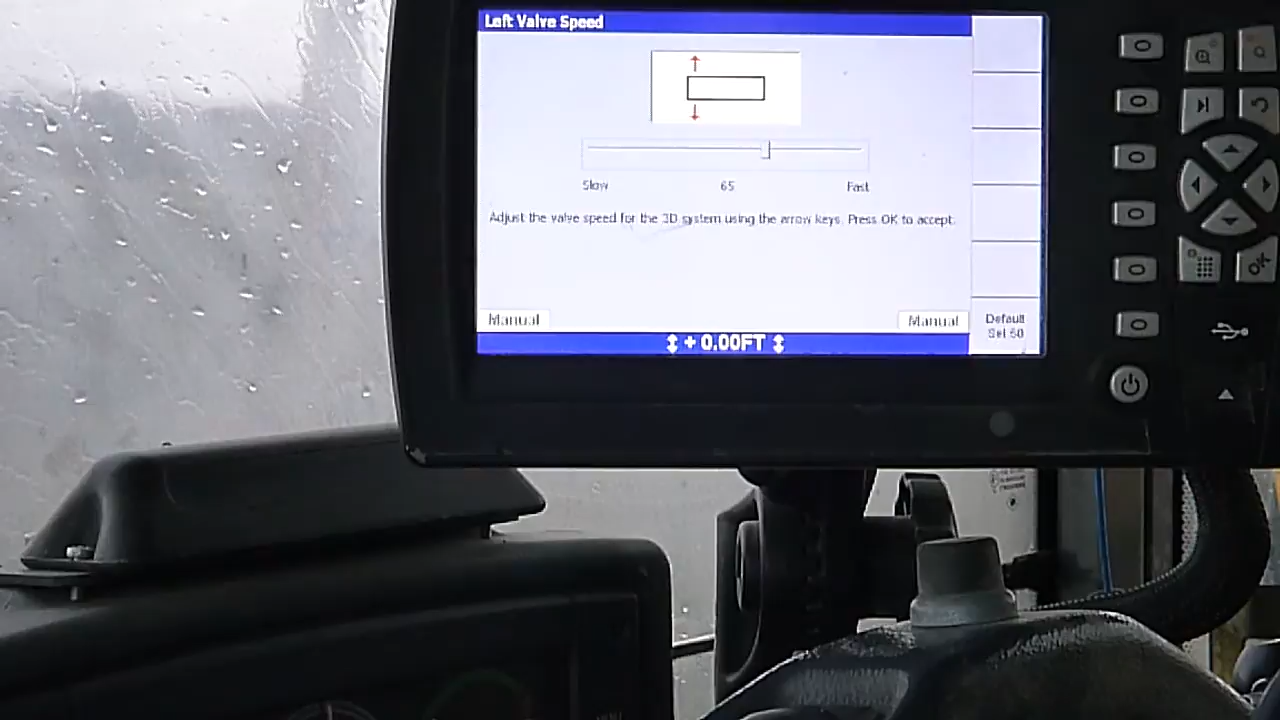 Left Valve Speed
Slow 65 Fast
Adjust the valve speed for the 3D system using the arrow keys. Press OK to accept.
Manual Manual
Default
Set 60
+ 0.00FT
OK